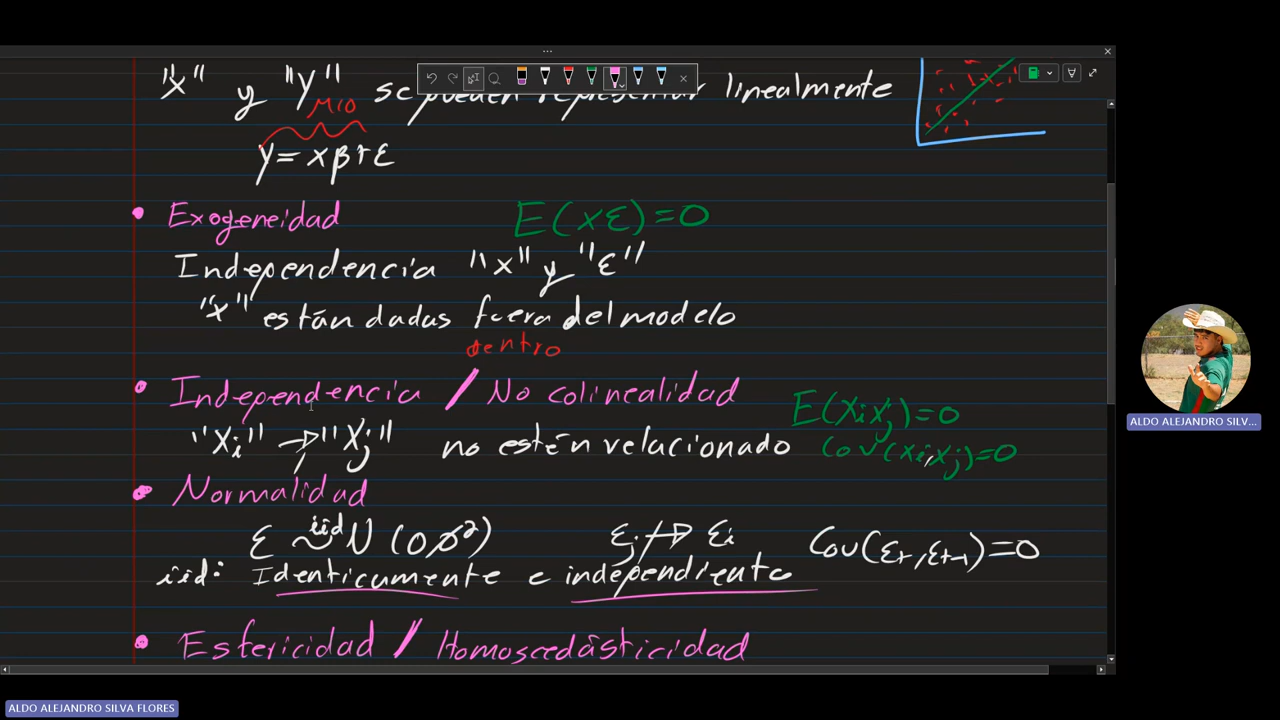 "x" y "y" se pueden representar linealmente
MIO
y = xβ+ε
• Exogeneidad E(xε)=0
Independencia "x" y "ε"
"x" están dadas fuera del modelo
dentro
• Independencia / No colinealidad
E(XiXj)=0
"Xi" → "Xj" no estén relacionado cov(Xi,Xj)=0
• Normalidad
ε ~iid N(0,σ²) εj ↛ εi Cov(εt,εt-1)=0
iid: Identicamente e independiente
• Esfericidad / Homoscedásticidad
ALDO ALEJANDRO SILV...
ALDO ALEJANDRO SILVA FLORES